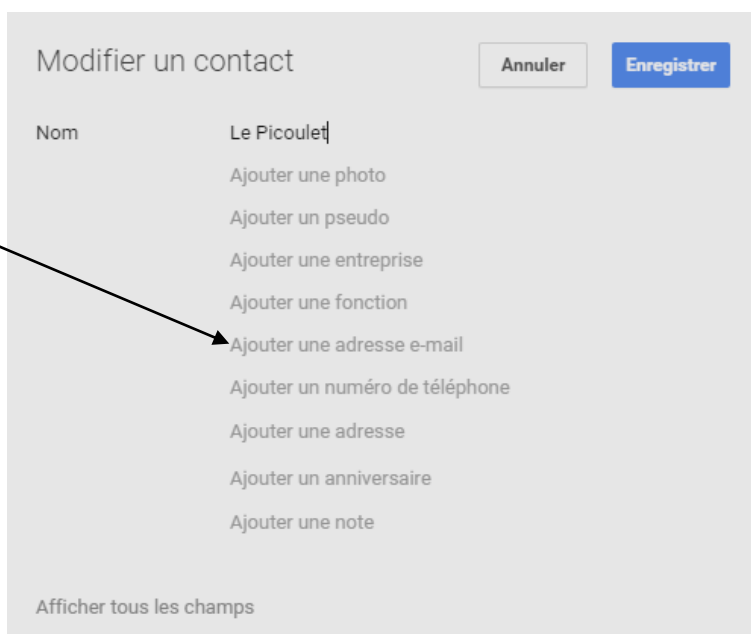 Modifier un contact Annuler Enregistrer
Nom Le Picoulet
Ajouter une photo
Ajouter un pseudo
Ajouter une entreprise
Ajouter une fonction
Ajouter une adresse e-mail
Ajouter un numéro de téléphone
Ajouter une adresse
Ajouter un anniversaire
Ajouter une note
Afficher tous les champs